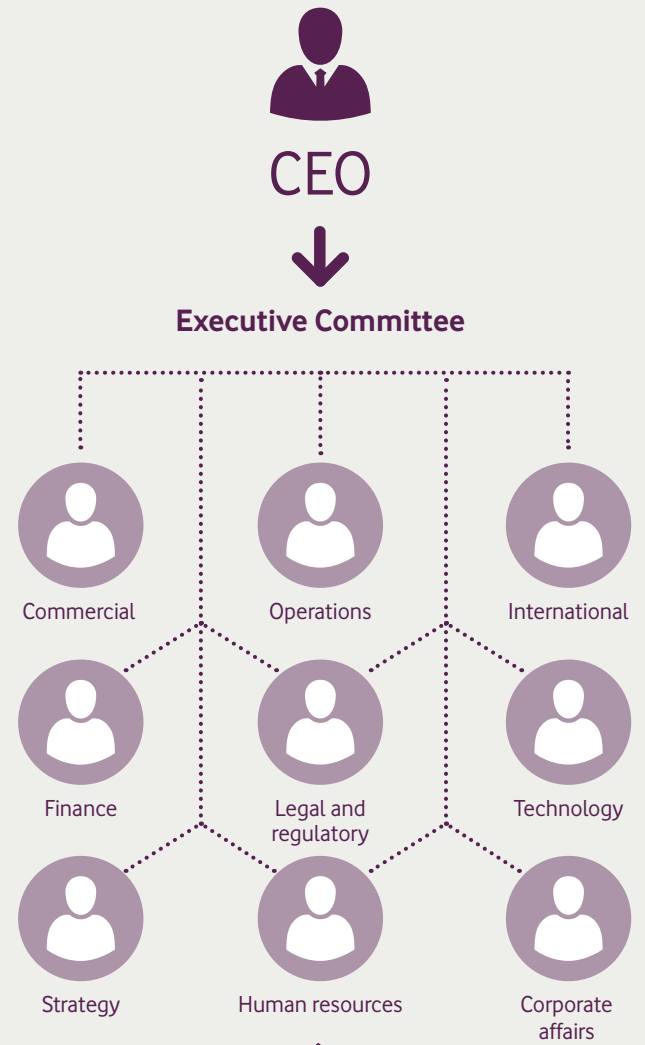 CEO
Executive Committee
Commercial
Operations
International
Finance
Legal and
regulatory
Technology
Strategy
Human resources
Corporate
affairs